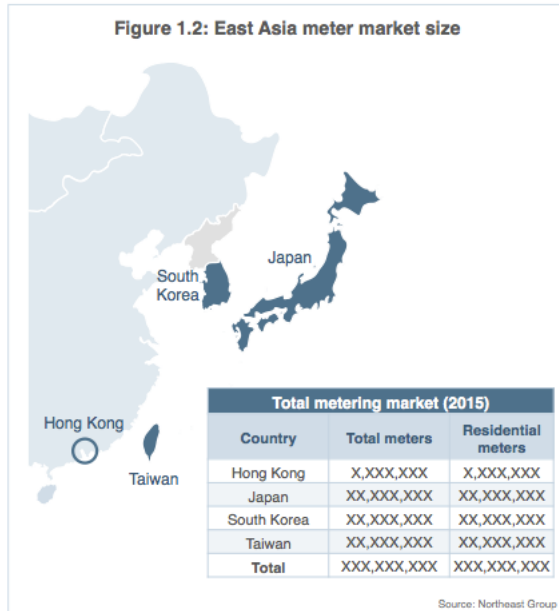 Figure 1.2: East Asia meter market size
Japan
South
Korea
Hong Kong
Taiwan
Total metering market (2015)
Country Total meters Residential
meters
Hong Kong X,XXX,XXX X,XXX,XXX
Japan XX,XXX,XXX XX,XXX,XXX
South Korea XX,XXX,XXX XX,XXX,XXX
Taiwan XX,XXX,XXX XX,XXX,XXX
Total XXX,XXX,XXX XXX,XXX,XXX
Source: Northeast Group